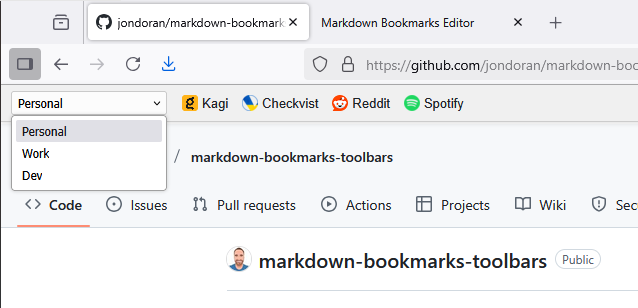 jondoran/markdown-bookmarks
Markdown Bookmarks Editor
https://github.com/jondoran/markdown-boo
Personal
Kagi
Checkvist
Reddit
Spotify
Personal
Work
Dev
/ markdown-bookmarks-toolbars
Code
Issues
Pull requests
Actions
Projects
Wiki
Sec
markdown-bookmarks-toolbars
Public